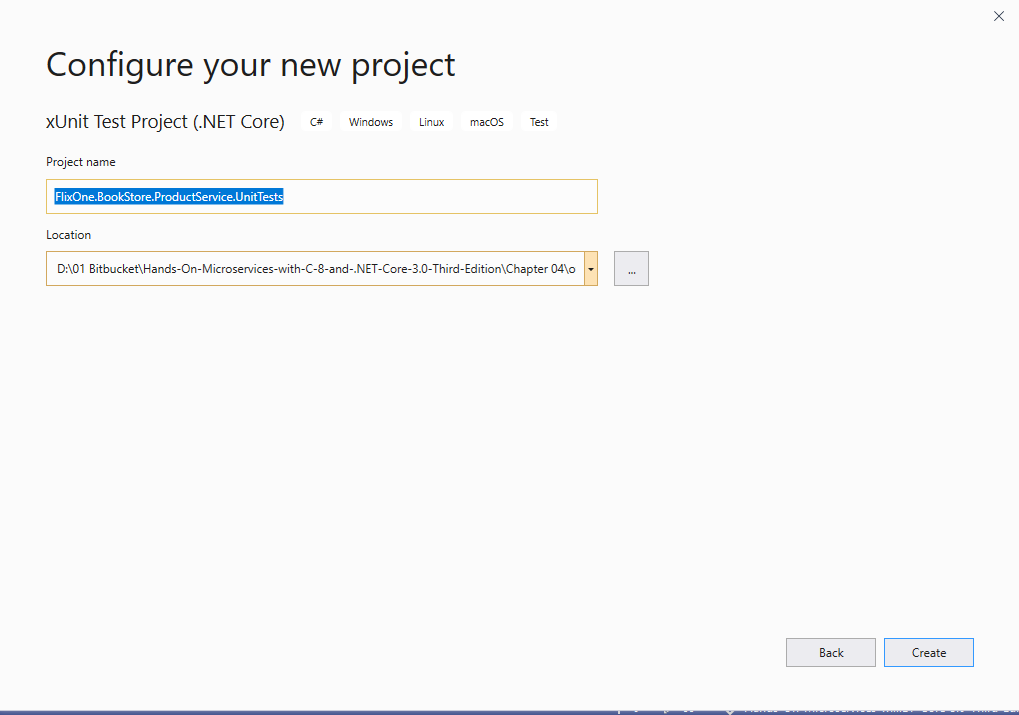 Configure your new project
xUnit Test Project (.NET Core) C# Windows Linux macOS Test
Project name
FlixOne.BookStore.ProductService.UnitTests
Location
D:\01 Bitbucket\Hands-On-Microservices-with-C-8-and-.NET-Core-3.0-Third-Edition\Chapter 04\o
...
Back Create